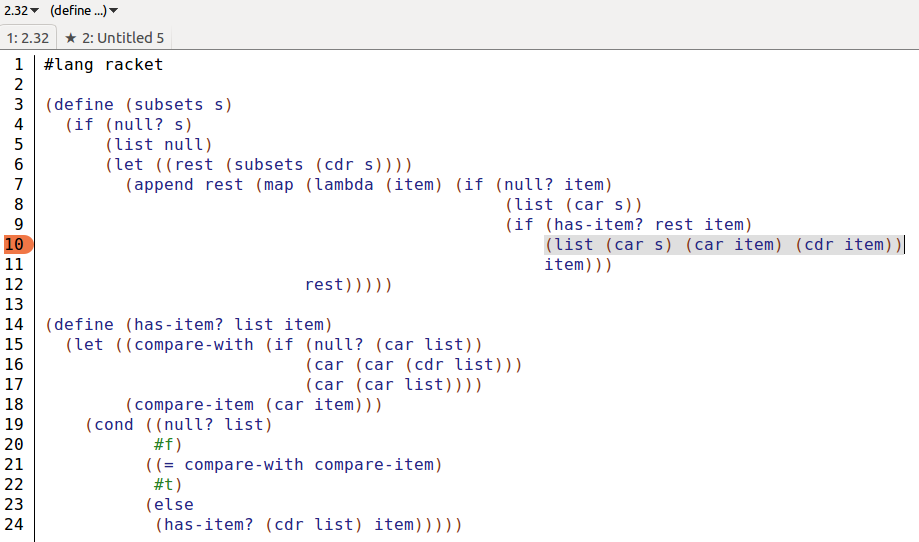 2.32 (define ...)
1: 2.32 ★ 2: Untitled 5
1 #lang racket
2
3 (define (subsets s)
4   (if (null? s)
5       (list null)
6       (let ((rest (subsets (cdr s))))
7         (append rest (map (lambda (item) (if (null? item)
8                                               (list (car s))
9                                               (if (has-item? rest item)
10                                                  (list (car s) (car item) (cdr item))
11                                                  item)))
12                           rest)))))
13
14 (define (has-item? list item)
15   (let ((compare-with (if (null? (car list))
16                           (car (car (cdr list)))
17                           (car (car list))))
18         (compare-item (car item)))
19     (cond ((null? list)
20            #f)
21           ((= compare-with compare-item)
22            #t)
23           (else
24            (has-item? (cdr list) item)))))